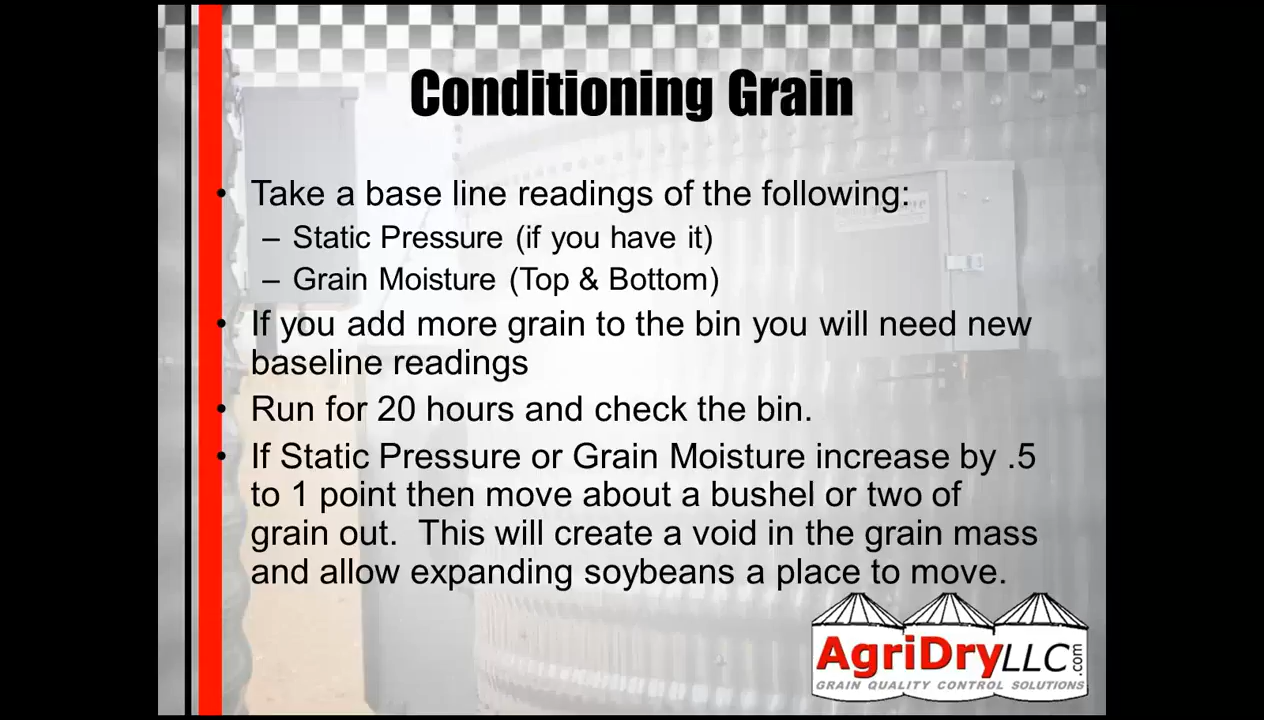 Conditioning Grain
• Take a base line readings of the following:
– Static Pressure (if you have it)
– Grain Moisture (Top & Bottom)
• If you add more grain to the bin you will need new
baseline readings
• Run for 20 hours and check the bin.
• If Static Pressure or Grain Moisture increase by .5
to 1 point then move about a bushel or two of
grain out.  This will create a void in the grain mass
and allow expanding soybeans a place to move.
AgriDryLLC.com
GRAIN QUALITY CONTROL SOLUTIONS